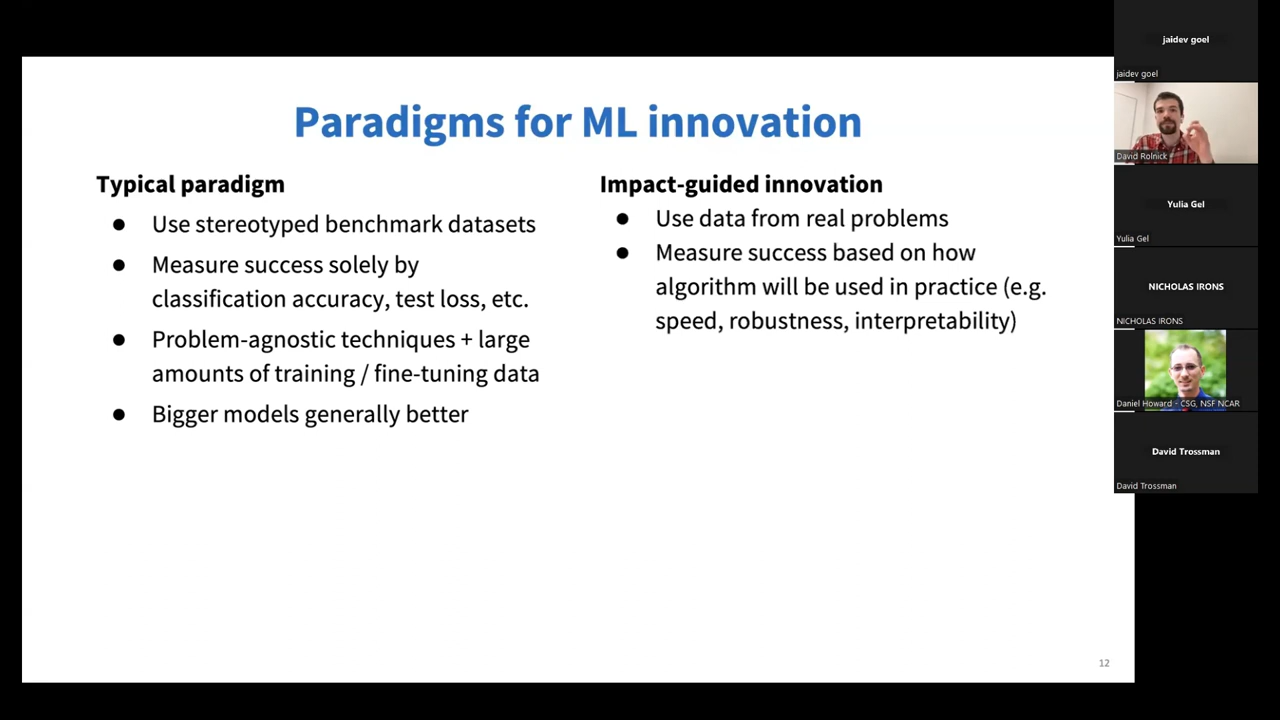 Paradigms for ML innovation
Typical paradigm
● Use stereotyped benchmark datasets
● Measure success solely by
classification accuracy, test loss, etc.
● Problem-agnostic techniques + large
amounts of training / fine-tuning data
● Bigger models generally better
Impact-guided innovation
● Use data from real problems
● Measure success based on how
algorithm will be used in practice (e.g.
speed, robustness, interpretability)
12
jaidev goel
jaidev goel
David Rolnick
Yulia Gel
Yulia Gel
NICHOLAS IRONS
NICHOLAS IRONS
Daniel Howard - CSG, NSF NCAR
David Trossman
David Trossman